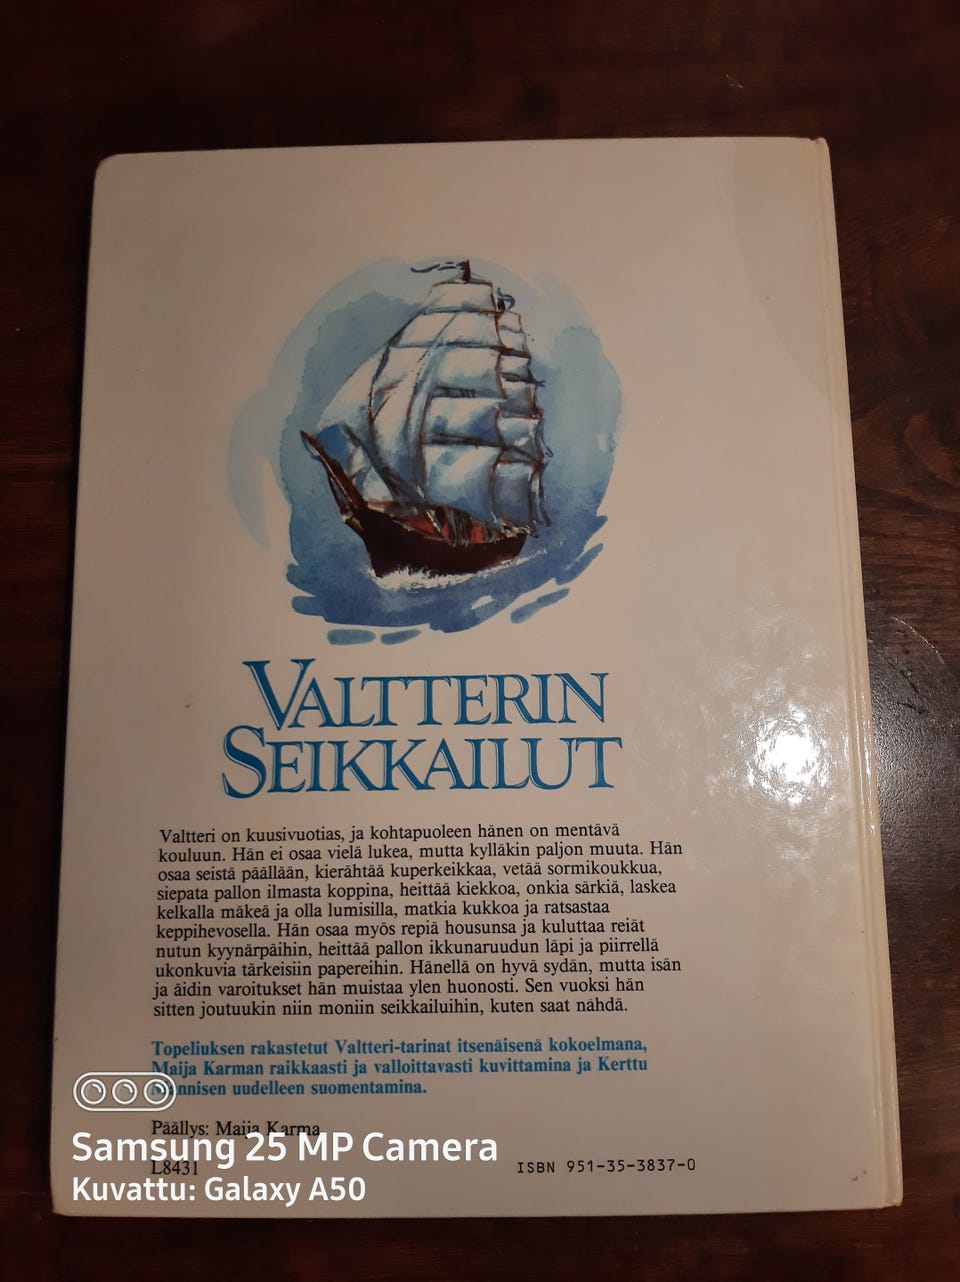 VALTTERIN
SEIKKAILUT
Valtteri on kuusivuotias, ja kohtapuoleen hänen on mentävä
kouluun. Hän ei osaa vielä lukea, mutta kylläkin paljon muuta. Hän
osaa seistä päällään, kierähtää kuperkeikkaa, vetää sormikoukkua,
siepata pallon ilmasta koppina, heittää kiekkoa, onkia särkiä, laskea
kelkalla mäkeä ja olla lumisilla, matkia kukkoa ja ratsastaa
keppihevosella. Hän osaa myös repiä housunsa ja kuluttaa reiät
nutun kyynärpäihin, heittää pallon ikkunaruudun läpi ja piirrellä
ukonkuvia tärkeisiin papereihin. Hänellä on hyvä sydän, mutta isän
ja äidin varoitukset hän muistaa ylen huonosti. Sen vuoksi hän
sitten joutuukin niin moniin seikkailuihin, kuten saat nähdä.
Topeliuksen rakastetut Valtteri-tarinat itsenäisenä kokoelmana,
Maija Karman raikkaasti ja valloittavasti kuvittamina ja Kerttu
uudelleen suomentamina.
Päällys: Maija Karma
Samsung 25 MP Camera
L8431
ISBN 951-35-3837-0
Kuvattu: Galaxy A50